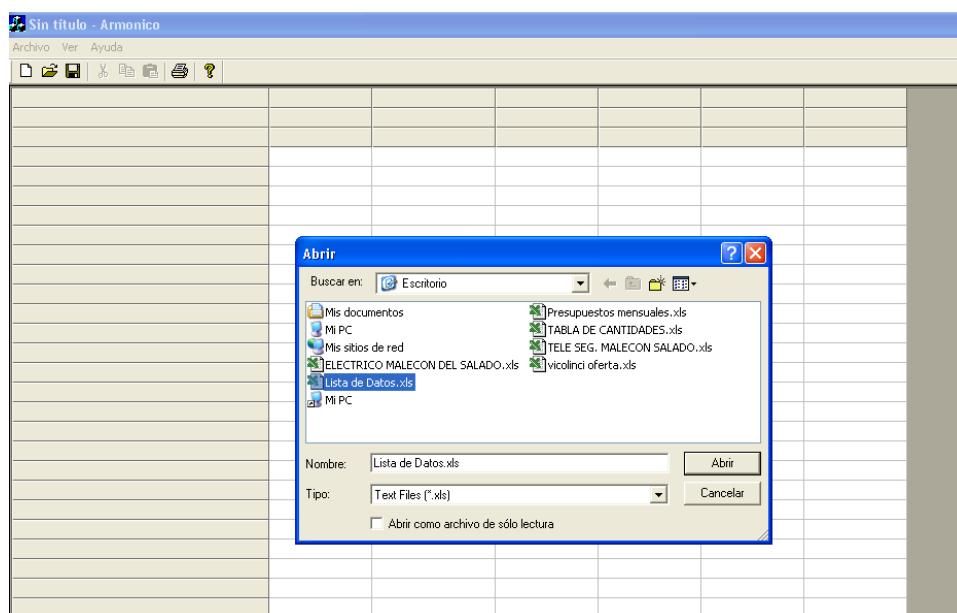 Sin título - Armonico
Archivo Ver Ayuda
Abrir
Buscar en: Escritorio
Mis documentos
Mi PC
Mis sitios de red
ELECTRICO MALECON DEL SALADO.xls
Lista de Datos.xls
Mi PC
Presupuestos mensuales.xls
TABLA DE CANTIDADES.xls
TELE SEG. MALECON SALADO.xls
vicolinci oferta.xls
Nombre: Lista de Datos.xls Abrir
Tipo: Text Files (*.xls) Cancelar
Abrir como archivo de sólo lectura